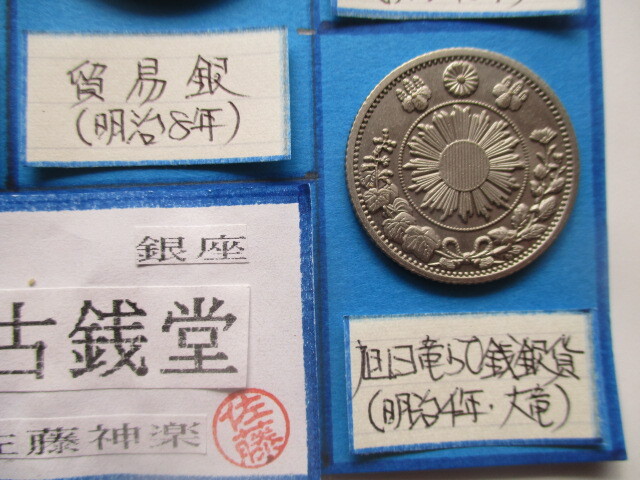 貿易銀
(明治8年)
銀座
古銭堂
佐藤神楽
佐藤
旭日竜50銭銀貨
(明治4年・大竜)